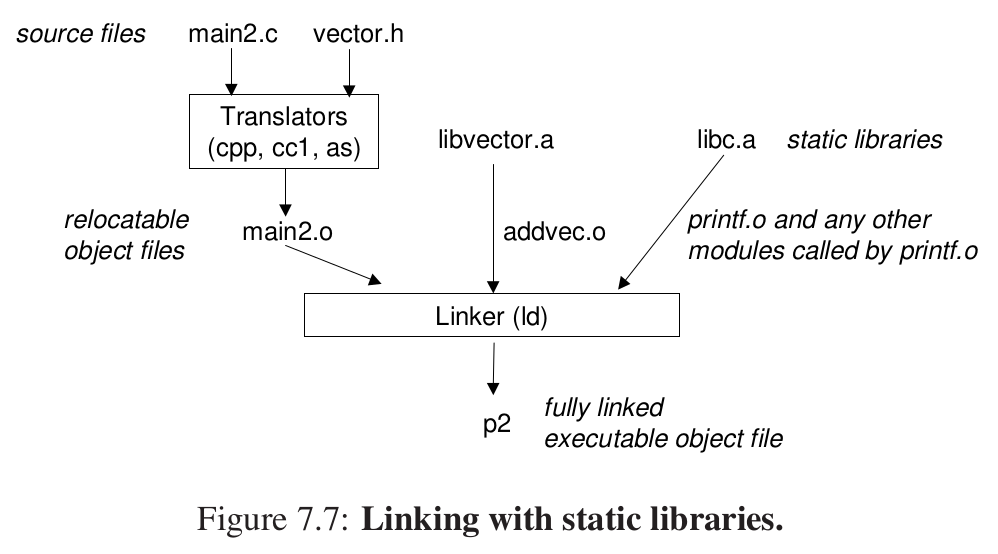 source files main2.c vector.h
Translators
(cpp, cc1, as)
libvector.a libc.a static libraries
relocatable
object files
main2.o
addvec.o
printf.o and any other
modules called by printf.o
Linker (ld)
p2
fully linked
executable object file
Figure 7.7: Linking with static libraries.